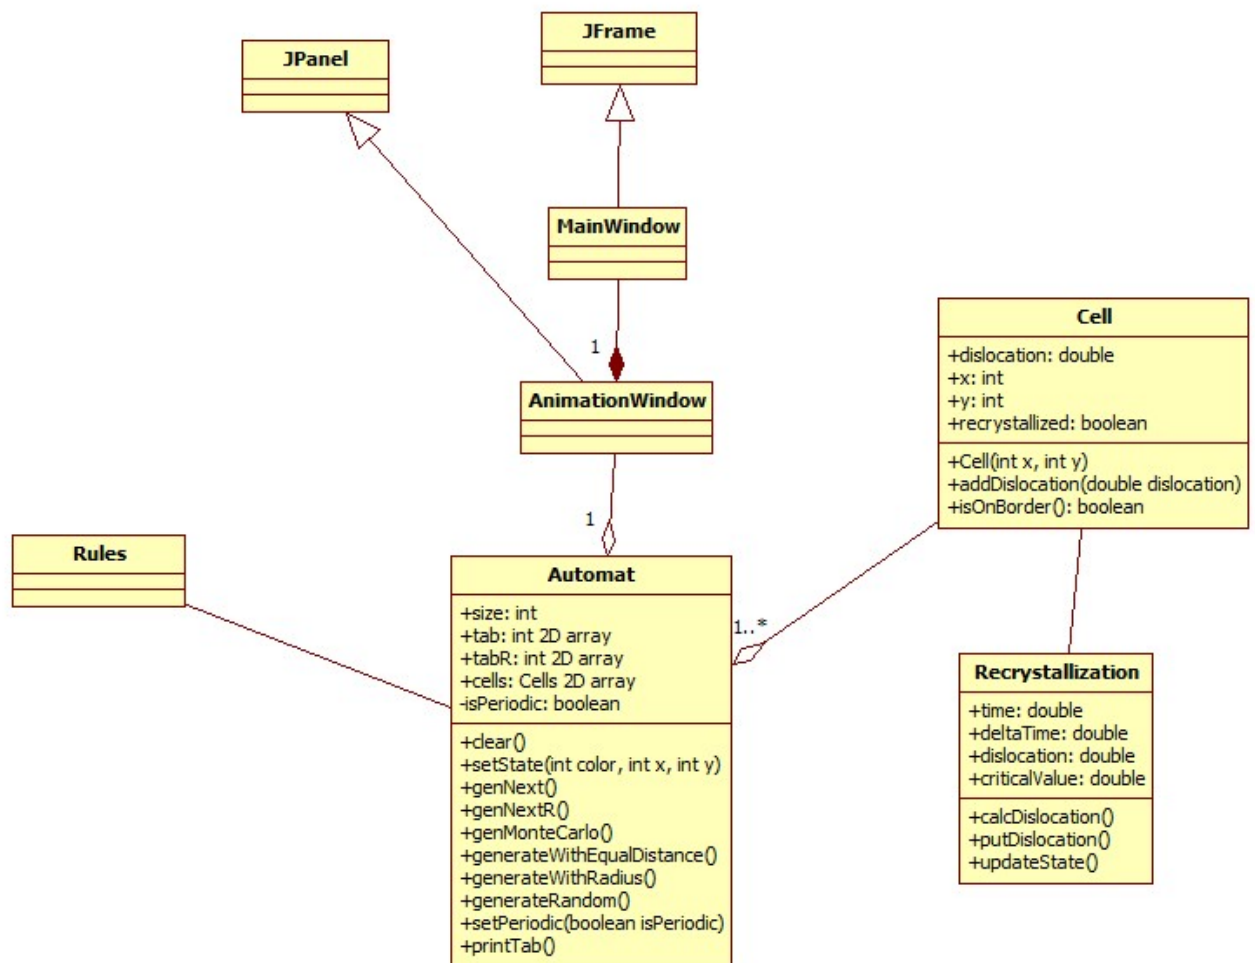 JFrame
JPanel
MainWindow
1
AnimationWindow
Cell
+dislocation: double
+x: int
+y: int
+recrystallized: boolean
+Cell(int x, int y)
+addDislocation(double dislocation)
+isOnBorder(): boolean
1
Rules
Automat
+size: int
+tab: int 2D array
+tabR: int 2D array
+cells: Cells 2D array
-isPeriodic: boolean
+clear()
+setState(int color, int x, int y)
+genNext()
+genNextR()
+genMonteCarlo()
+generateWithEqualDistance()
+generateWithRadius()
+generateRandom()
+setPeriodic(boolean isPeriodic)
+printTab()
1..*
Recrystallization
+time: double
+deltaTime: double
+dislocation: double
+criticalValue: double
+calcDislocation()
+putDislocation()
+updateState()